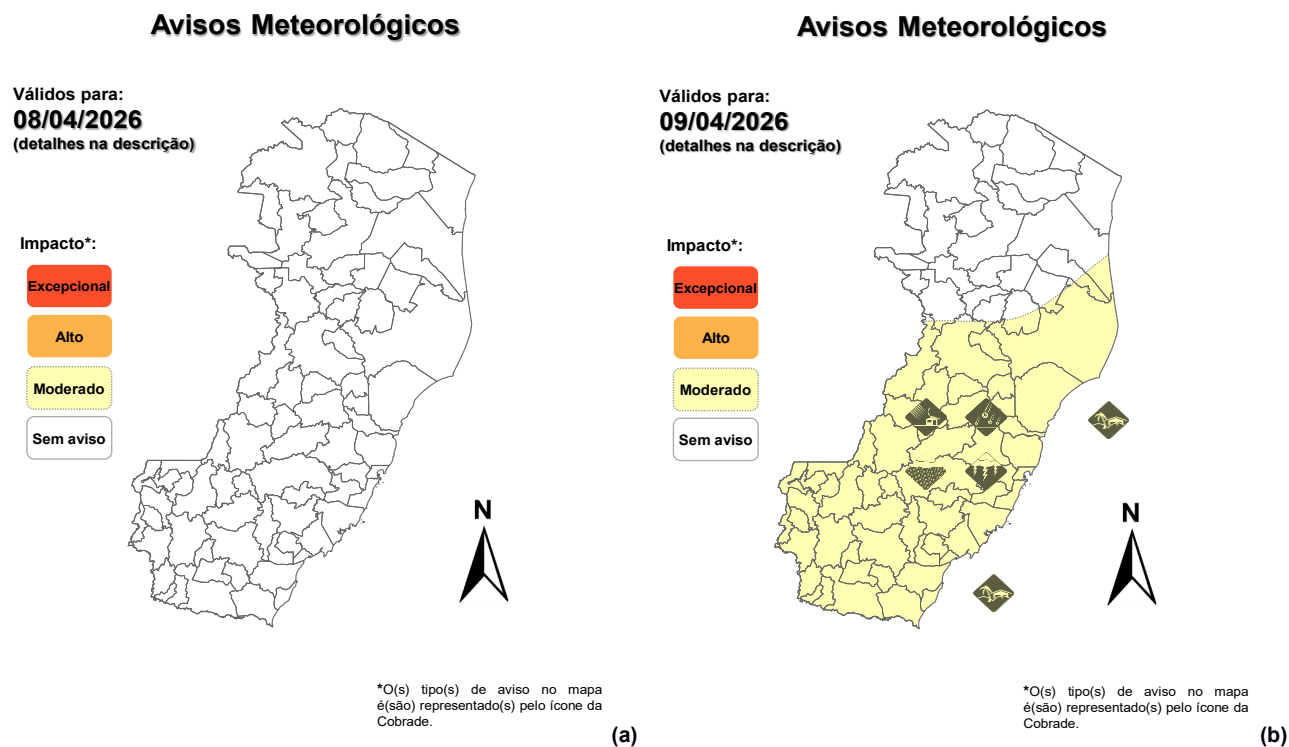 Avisos Meteorológicos
Válidos para:
08/04/2026
(detalhes na descrição)
Impacto*:
Excepcional
Alto
Moderado
Sem aviso
N
*O(s) tipo(s) de aviso no mapa
é(são) representado(s) pelo ícone da
Cobrade.
(a)
Avisos Meteorológicos
Válidos para:
09/04/2026
(detalhes na descrição)
Impacto*:
Excepcional
Alto
Moderado
Sem aviso
N
*O(s) tipo(s) de aviso no mapa
é(são) representado(s) pelo ícone da
Cobrade.
(b)